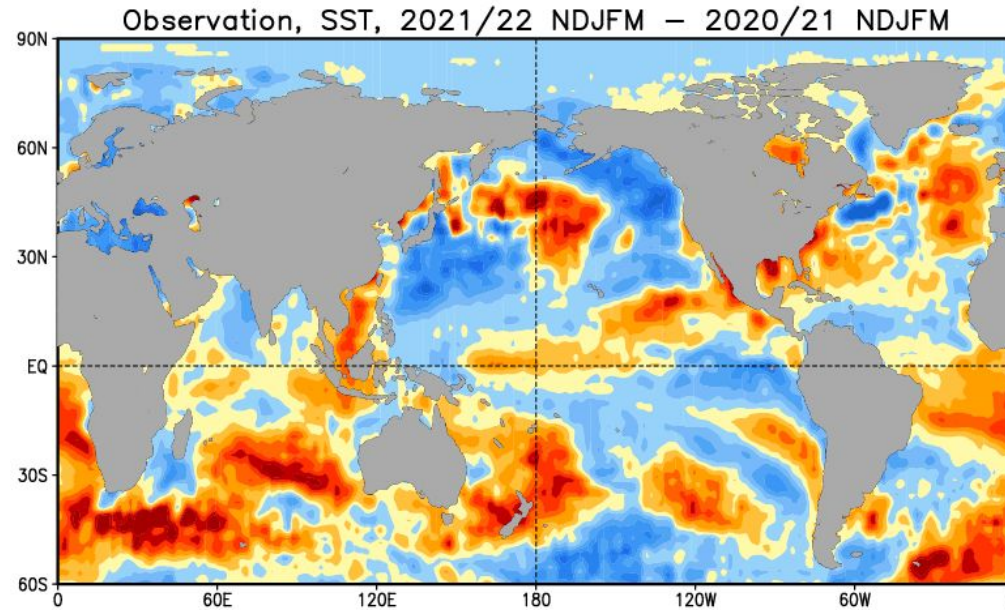 Observation, SST, 2021/22 NDJFM – 2020/21 NDJFM
90N
60N
30N
EQ
30S
60S
0 60E 120E 180 120W 60W